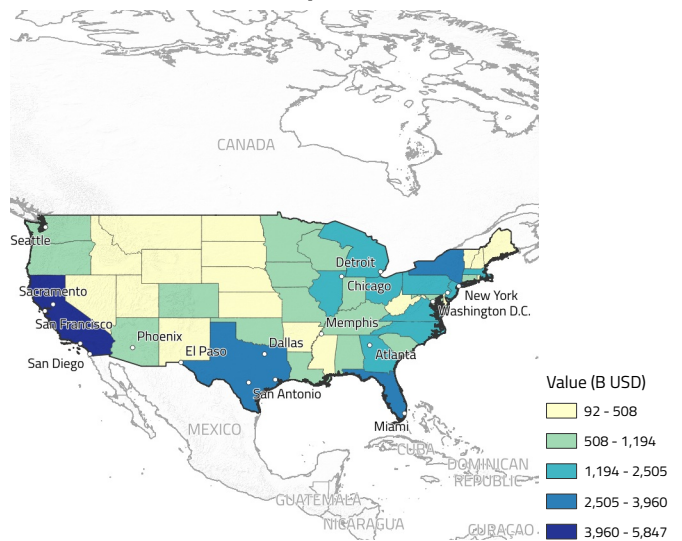 CANADA
Seattle
Detroit
Chicago
Sacramento
New York
Washington D.C.
San Francisco
Memphis
Phoenix
Dallas
El Paso
Atlanta
San Diego
San Antonio
Miami
MEXICO
CUBA
DOMINICAN
REPUBLIC
GUATEMALA
NICARAGUA
CURAÇAO
Value (B USD)
92 - 508
508 - 1,194
1,194 - 2,505
2,505 - 3,960
3,960 - 5,847